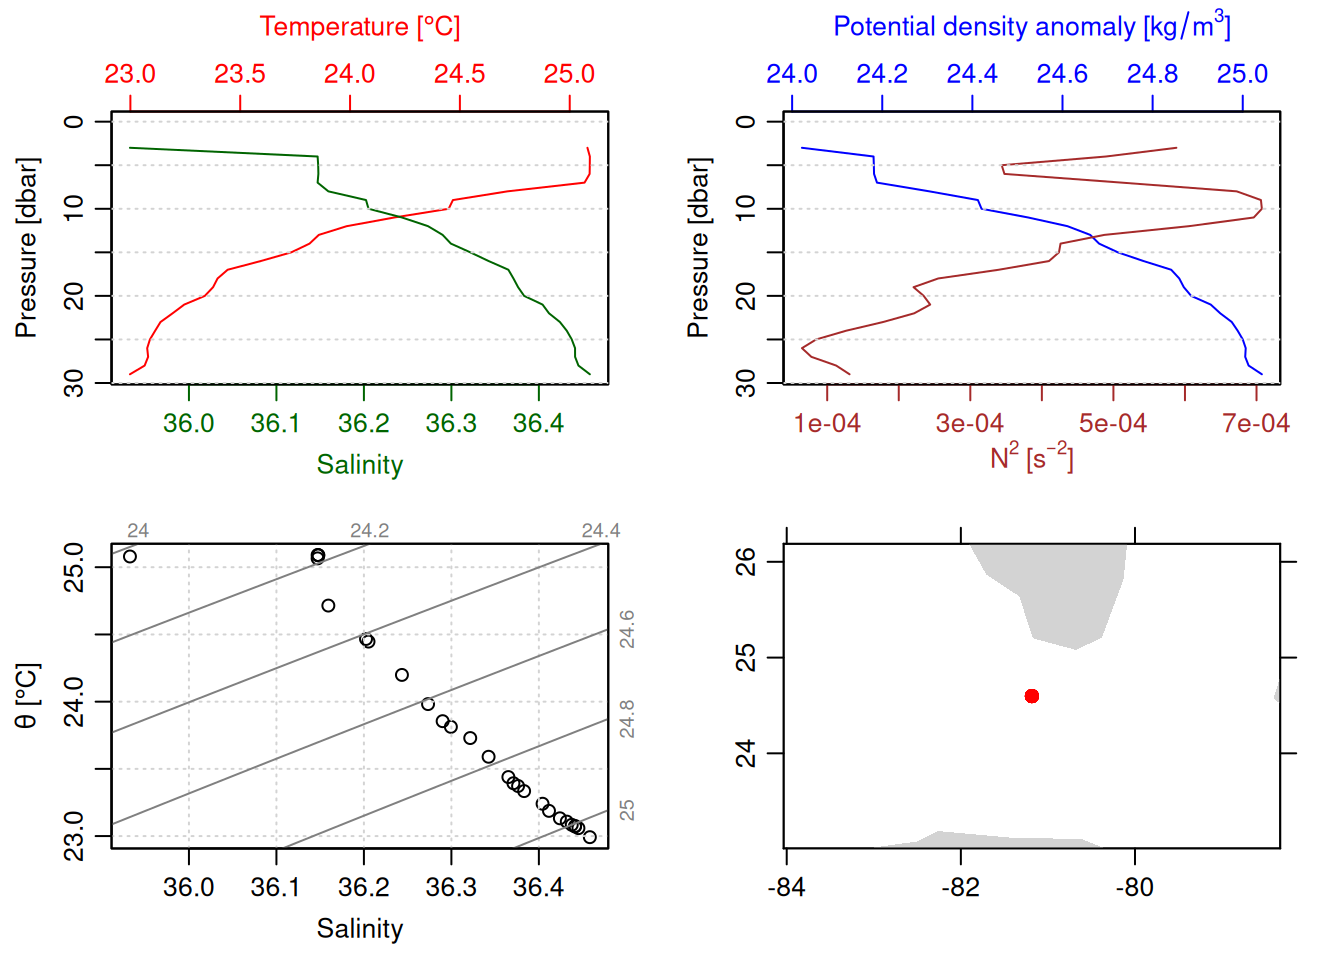 Temperature [°C]
23.0 23.5 24.0 24.5 25.0
Pressure [dbar]
0
10
20
30
36.0 36.1 36.2 36.3 36.4
Salinity
Potential density anomaly [kg/m³]
24.0 24.2 24.4 24.6 24.8 25.0
Pressure [dbar]
0
10
20
30
1e-04 3e-04 5e-04 7e-04
N² [s⁻²]
24 24.2 24.4
24.6
24.8
25
θ [°C]
25.0
24.0
23.0
36.0 36.1 36.2 36.3 36.4
Salinity
26
25
24
-84 -82 -80